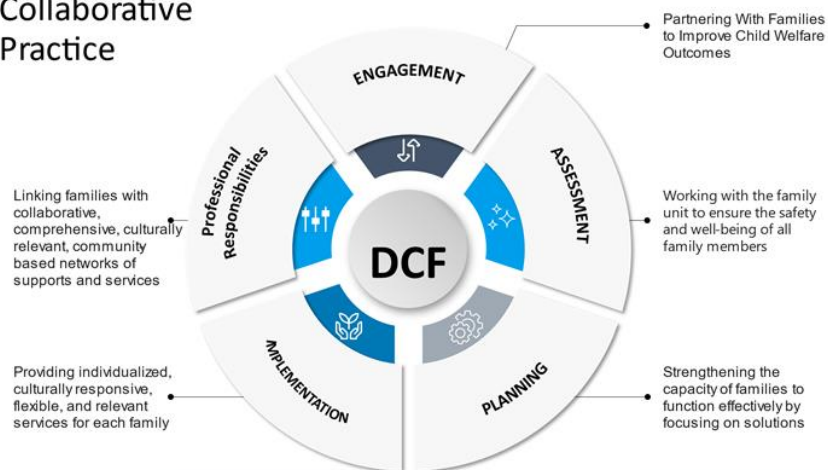 Collaborative
Practice
Partnering With Families
to Improve Child Welfare
Outcomes
ENGAGEMENT
ASSESSMENT
Working with the family
unit to ensure the safety
and well-being of all
family members
PLANNING
Strengthening the
capacity of families to
function effectively by
focusing on solutions
IMPLEMENTATION
Providing individualized,
culturally responsive,
flexible, and relevant
services for each family
Professional
Responsibilities
Linking families with
collaborative,
comprehensive, culturally
relevant, community
based networks of
supports and services
DCF